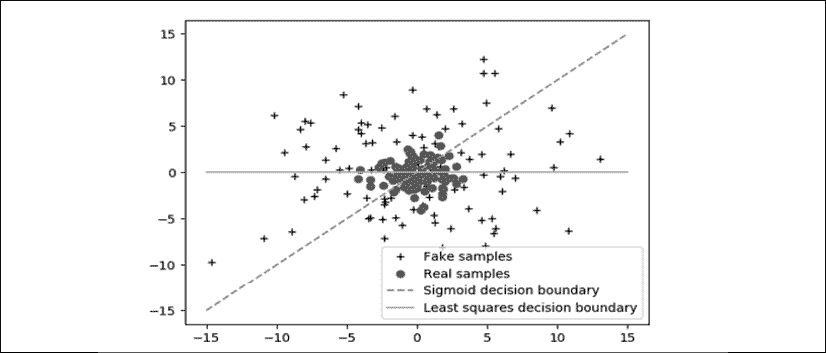 15
10
5
0
−5
−10
−15
−15 −10 −5 0 5 10 15
Fake samples
Real samples
Sigmoid decision boundary
Least squares decision boundary